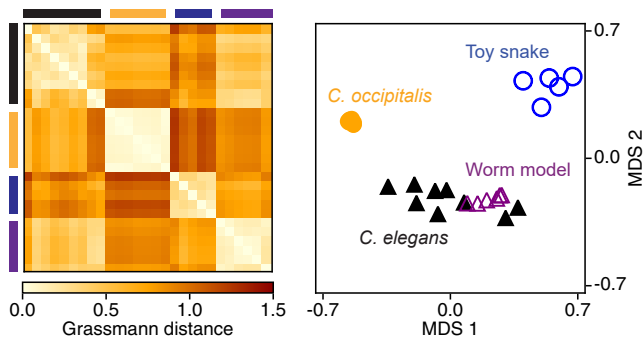 0.7
Toy snake
C. occipitalis
0.0
MDS 2
Worm model
C. elegans
-0.7
0.0 0.5 1.0 1.5
Grassmann distance
-0.7 0.0 0.7
MDS 1